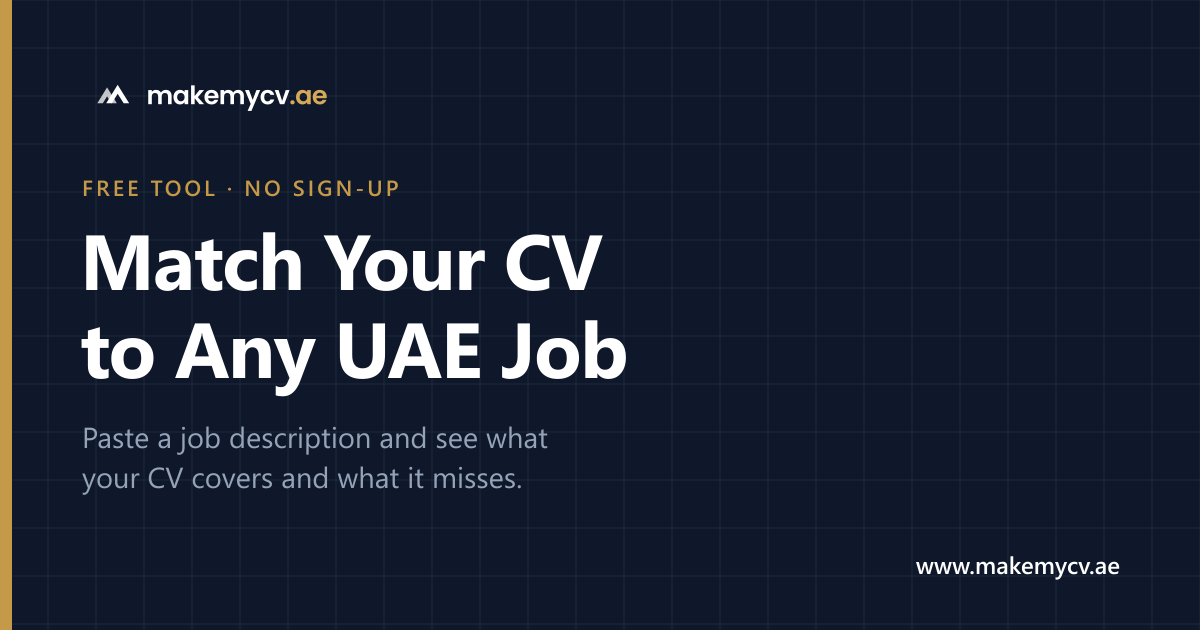 makemycv.ae
FREE TOOL · NO SIGN-UP
Match Your CV
to Any UAE Job
Paste a job description and see what
your CV covers and what it misses.
www.makemycv.ae